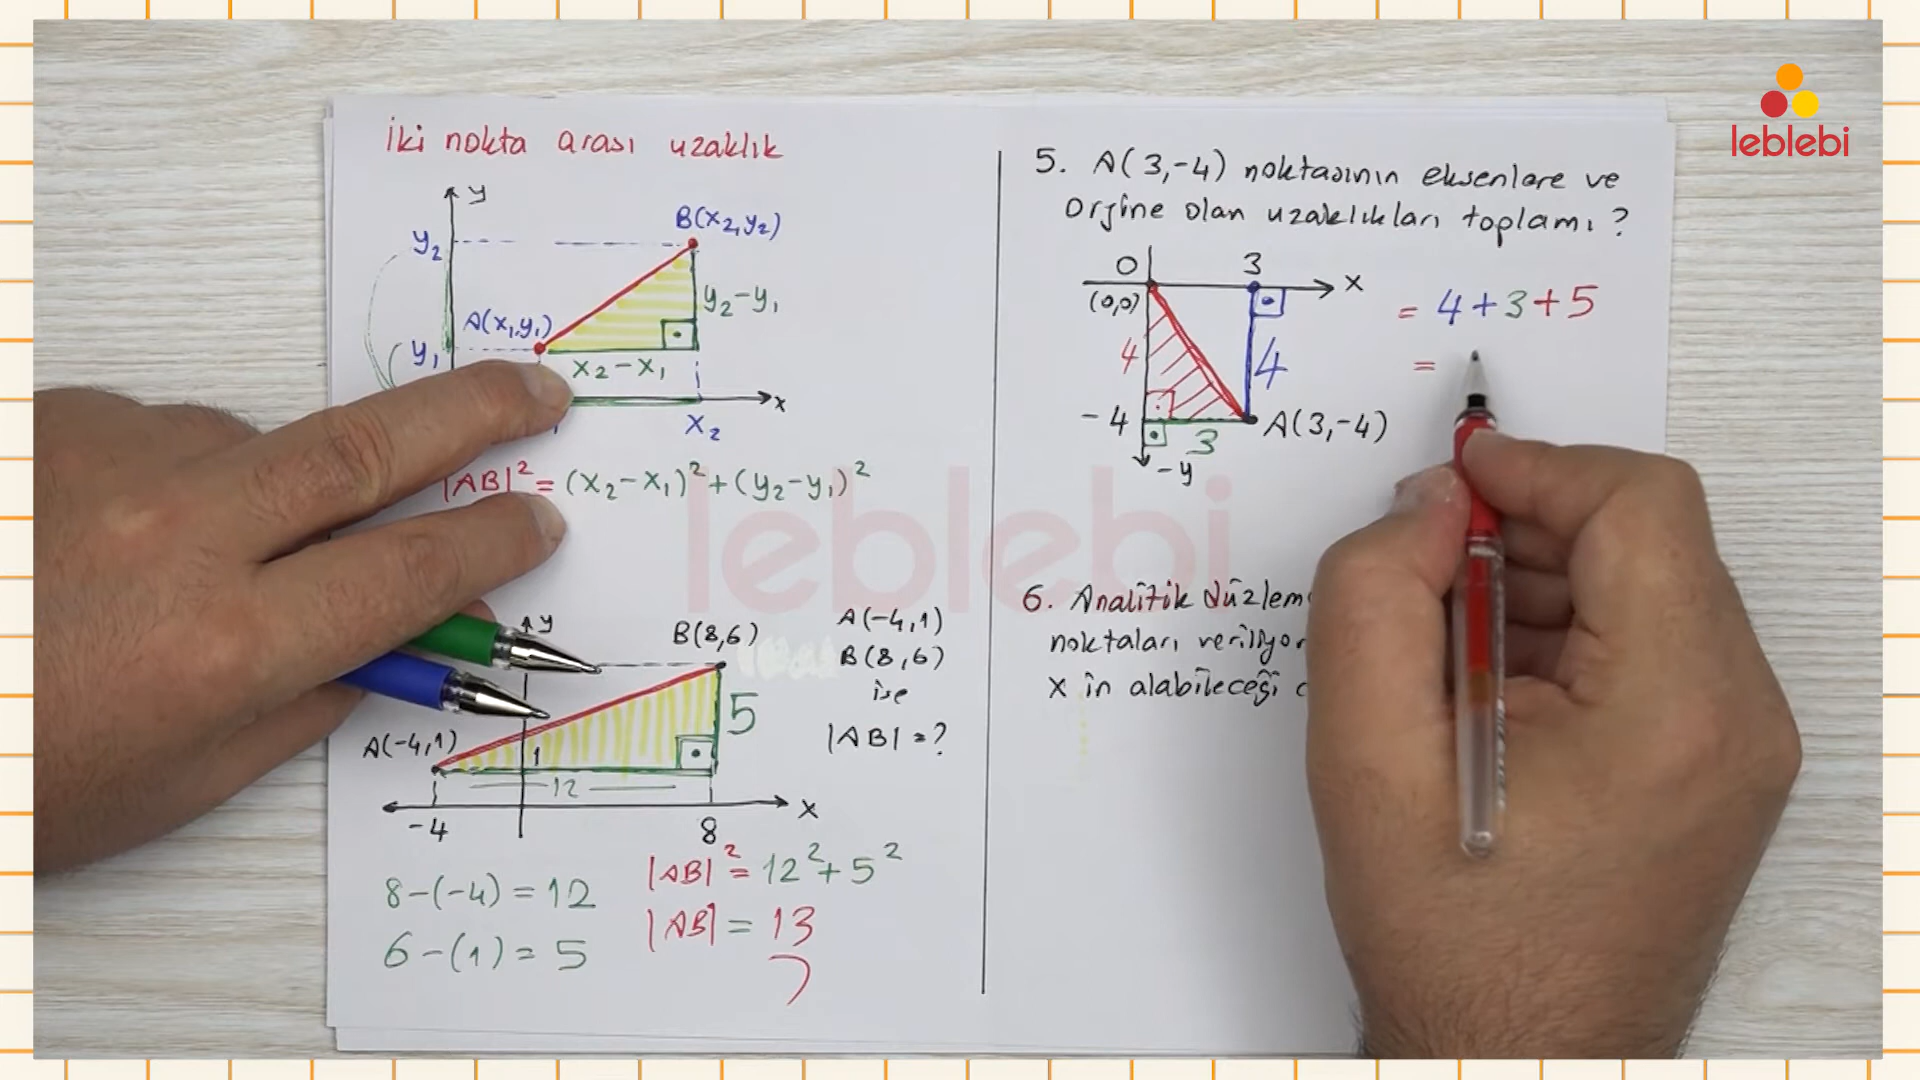 leblebi
İki nokta arası uzaklık
y
B(x₂,y₂)
y₂
y₂-y₁
A(x₁,y₁)
y₁
x₂-x₁
x
x₂
|AB|² = (x₂-x₁)² + (y₂-y₁)²
leblebi
y
B(8,6)
A(-4,1)
B(8,6)
ise
|AB| = ?
5
A(-4,1)
1
12
x
-4
8
8-(-4) = 12
6-(1) = 5
|AB|² = 12² + 5²
|AB| = 13
5. A(3,-4) noktasının eksenlere ve
Orjine olan uzaklıkları toplamı ?
0
3
x
(0,0)
4
4
-4
3
A(3,-4)
-y
= 4+3+5
=
6. Analitik düzlem
noktaları veriliyor
x in alabileceği